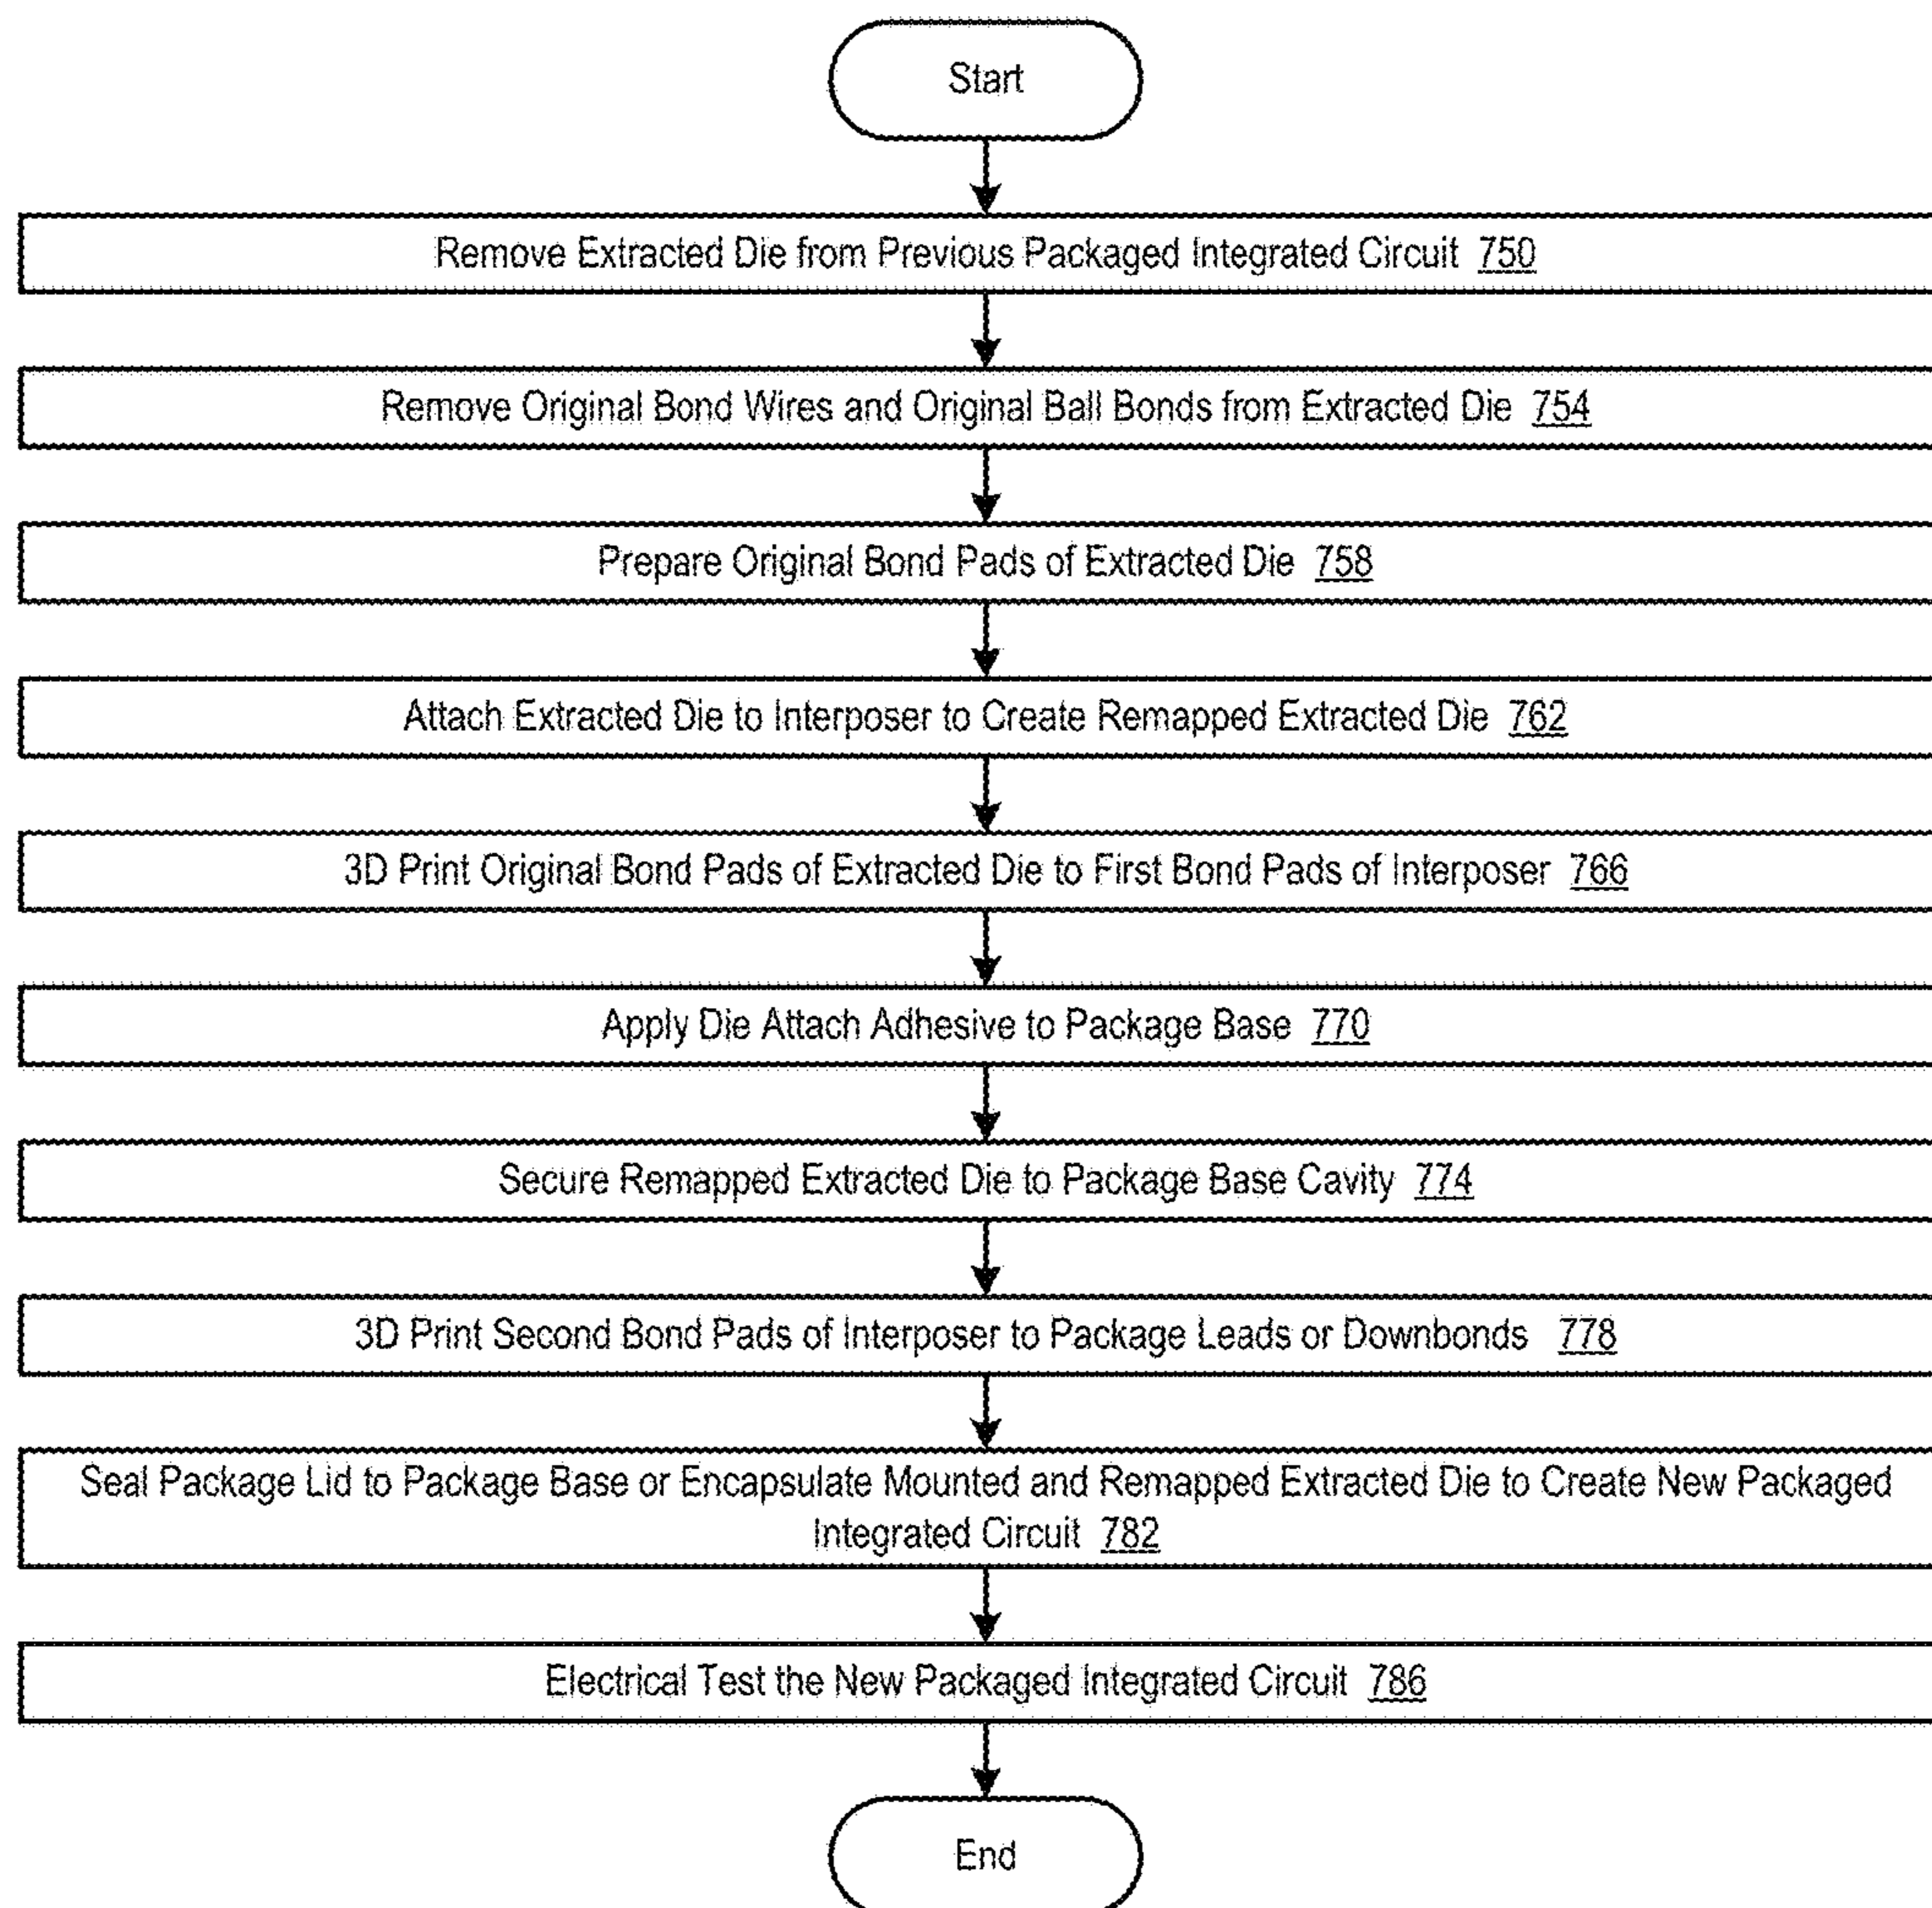 Start
Remove Extracted Die from Previous Packaged Integrated Circuit 750
Remove Original Bond Wires and Original Ball Bonds from Extracted Die 754
Prepare Original Bond Pads of Extracted Die 758
Attach Extracted Die to Interposer to Create Remapped Extracted Die 762
3D Print Original Bond Pads of Extracted Die to First Bond Pads of Interposer 766
Apply Die Attach Adhesive to Package Base 770
Secure Remapped Extracted Die to Package Base Cavity 774
3D Print Second Bond Pads of Interposer to Package Leads or Downbonds 778
Seal Package Lid to Package Base or Encapsulate Mounted and Remapped Extracted Die to Create New Packaged
Integrated Circuit 782
Electrical Test the New Packaged Integrated Circuit 786
End